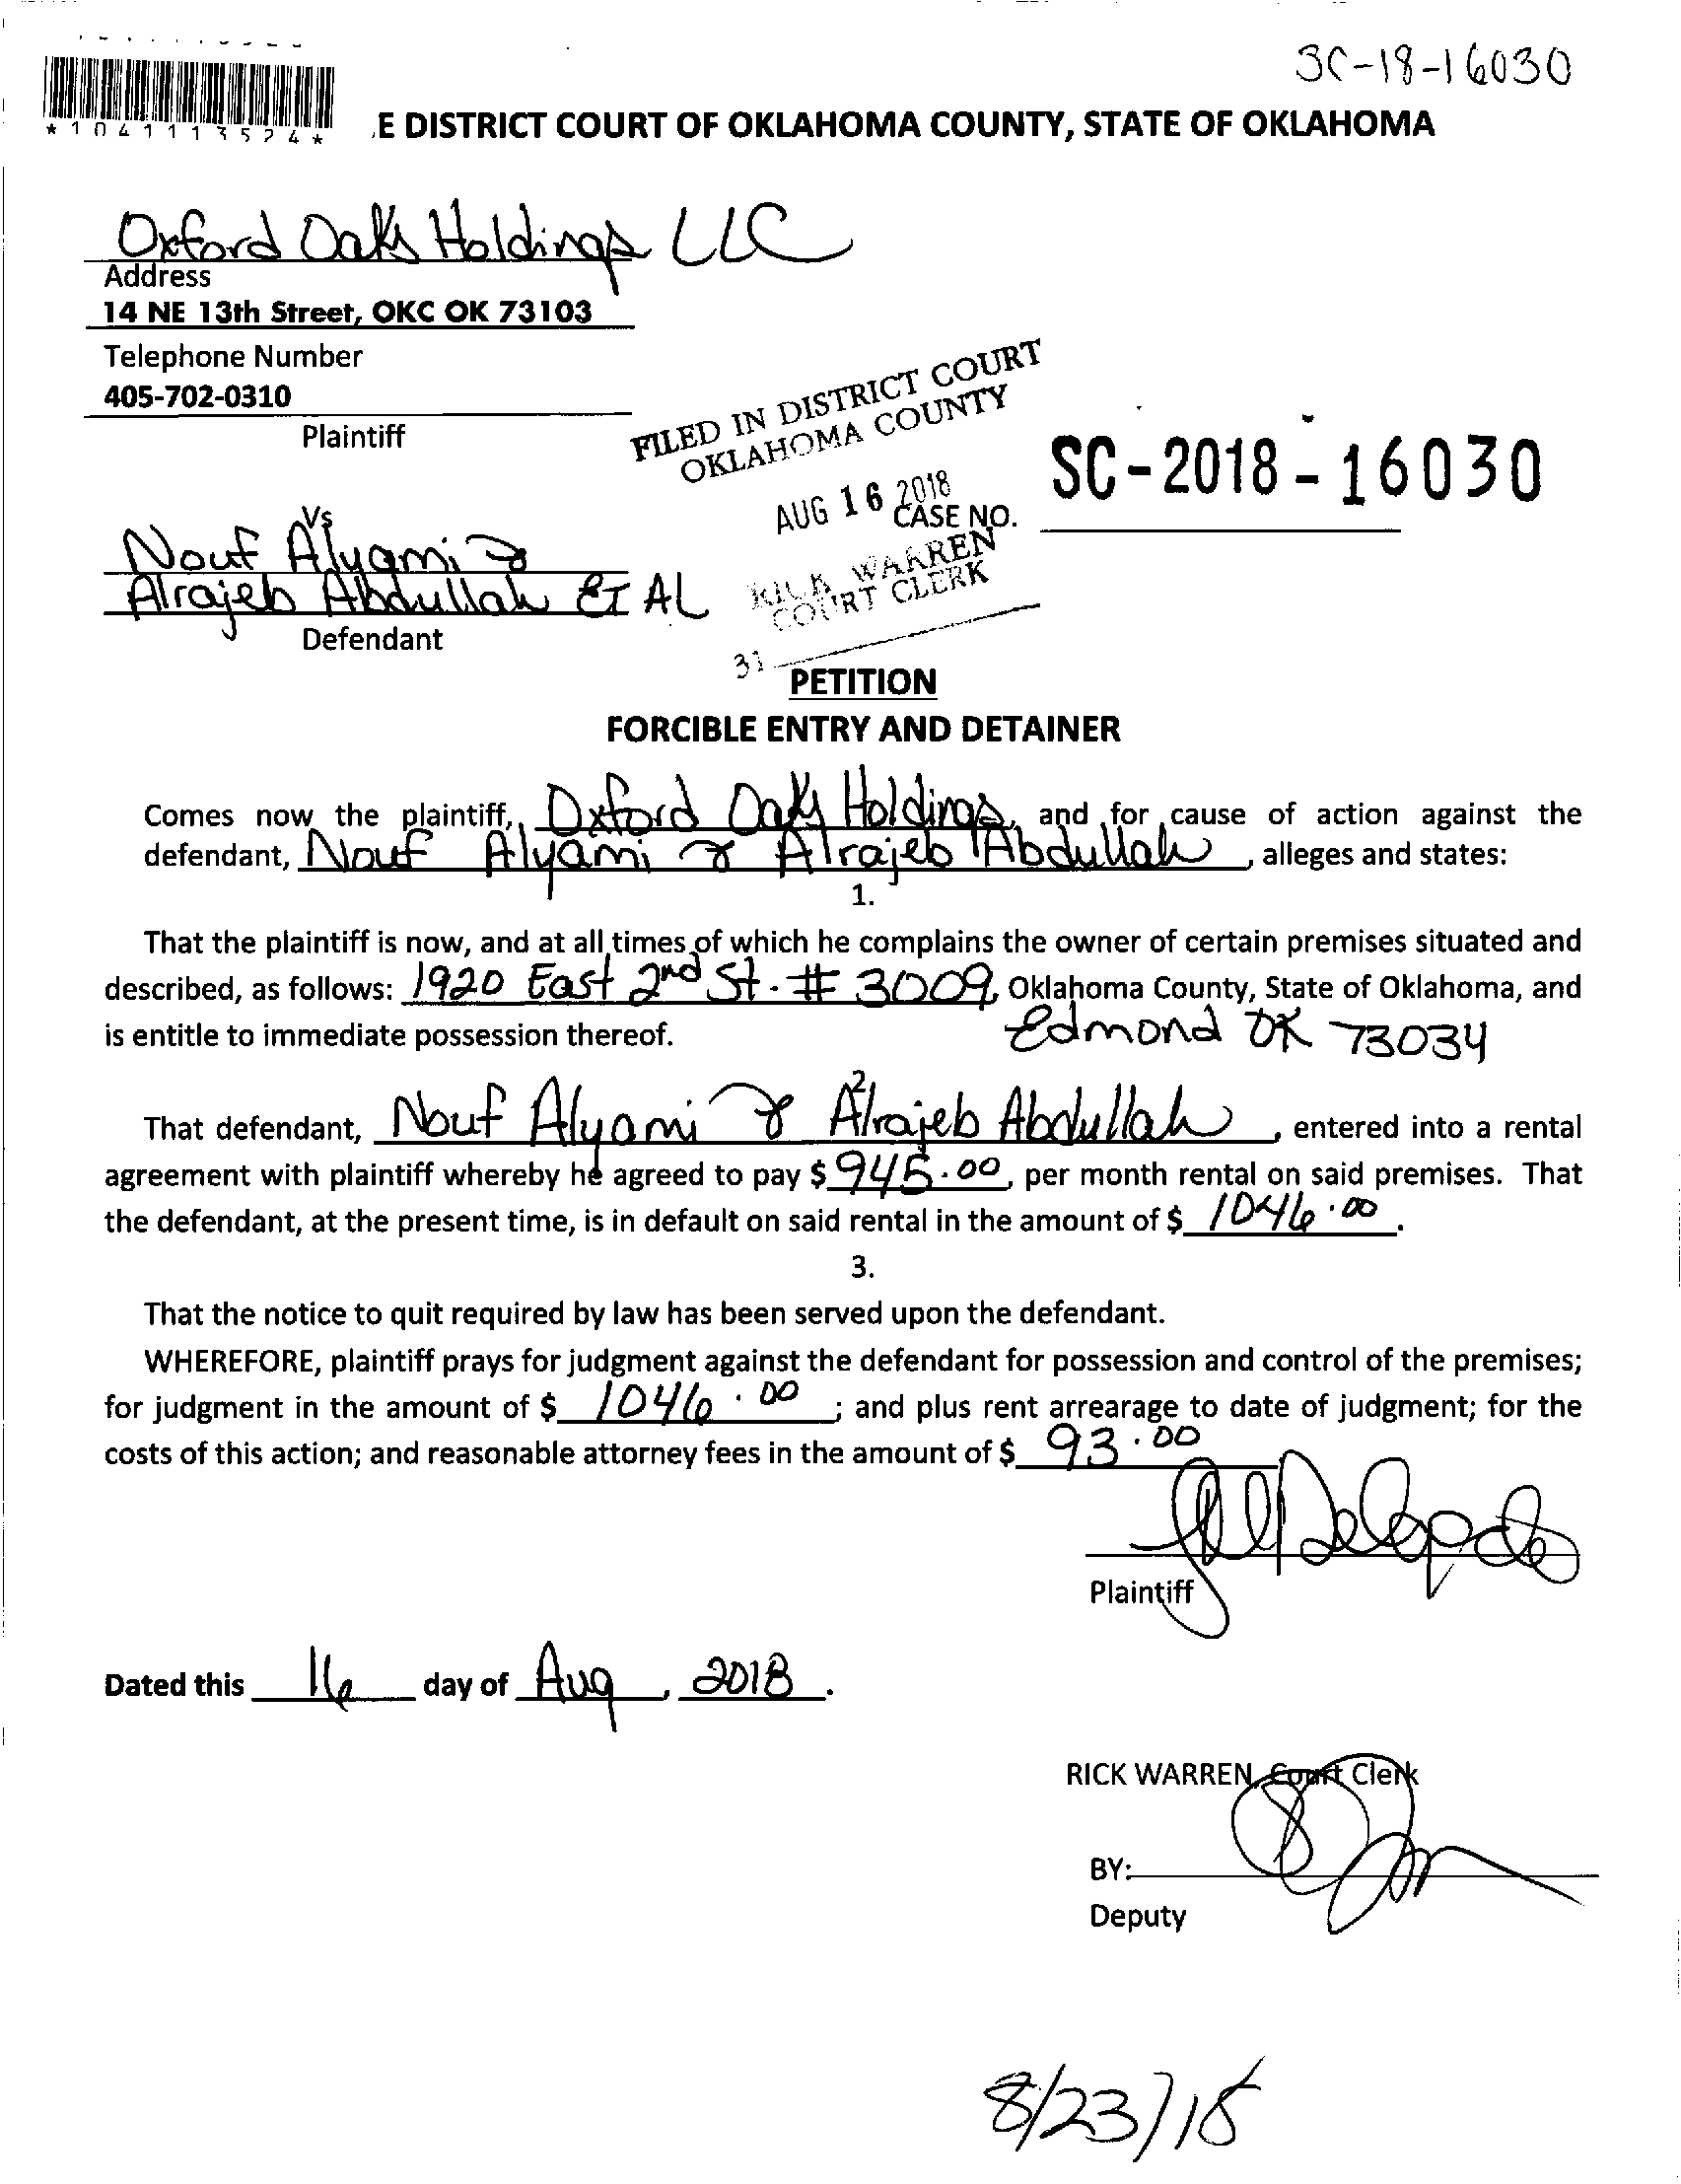 SC-18-16030
*1041113524*
E DISTRICT COURT OF OKLAHOMA COUNTY, STATE OF OKLAHOMA
Oxford Oaks Holdings LLC
Address
14 NE 13th Street, OKC OK 73103
Telephone Number
405-702-0310
Plaintiff
FILED IN DISTRICT COURT
OKLAHOMA COUNTY
AUG 16 2018
CASE NO. SC-2018-16030
RICK WARREN
COURT CLERK
31
Vs
Nouf Alyami &
Alrajeb Abdullah ET AL
Defendant
PETITION
FORCIBLE ENTRY AND DETAINER
Comes now the plaintiff, Oxford Oaks Holdings, and for cause of action against the
defendant, Nouf Alyami & Alrajeb Abdullah, alleges and states:
1.
That the plaintiff is now, and at all times of which he complains the owner of certain premises situated and
described, as follows: 1920 East 2nd St. # 3009, Oklahoma County, State of Oklahoma, and
is entitle to immediate possession thereof. Edmond OK 73034
2
That defendant, Nouf Alyami & Alrajeb Abdullah, entered into a rental
agreement with plaintiff whereby he agreed to pay $ 945.00, per month rental on said premises. That
the defendant, at the present time, is in default on said rental in the amount of $ 1046.00.
3.
That the notice to quit required by law has been served upon the defendant.
WHEREFORE, plaintiff prays for judgment against the defendant for possession and control of the premises;
for judgment in the amount of $ 1046.00; and plus rent arrearage to date of judgment; for the
costs of this action; and reasonable attorney fees in the amount of $ 93.00
Plaintiff
Dated this 16 day of Aug, 2018.
RICK WARREN, Court Clerk
BY:
Deputy
8/23/18